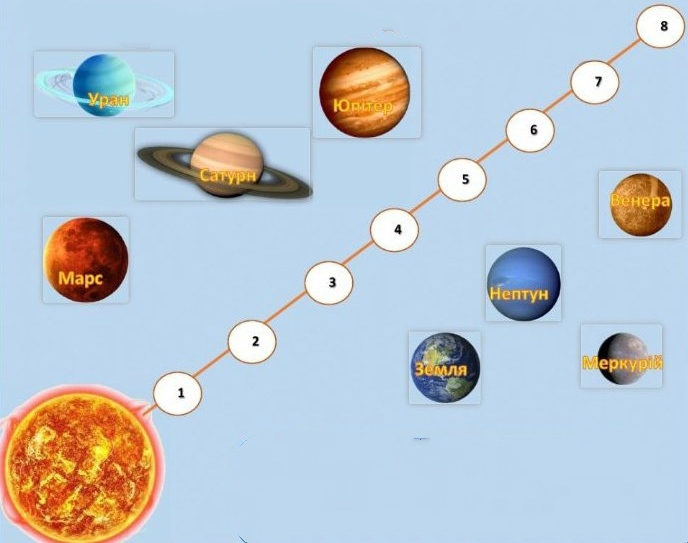 8
7
6
5
4
3
2
1
Уран
Юпітер
Сатурн
Венера
Марс
Нептун
Земля
Меркурій